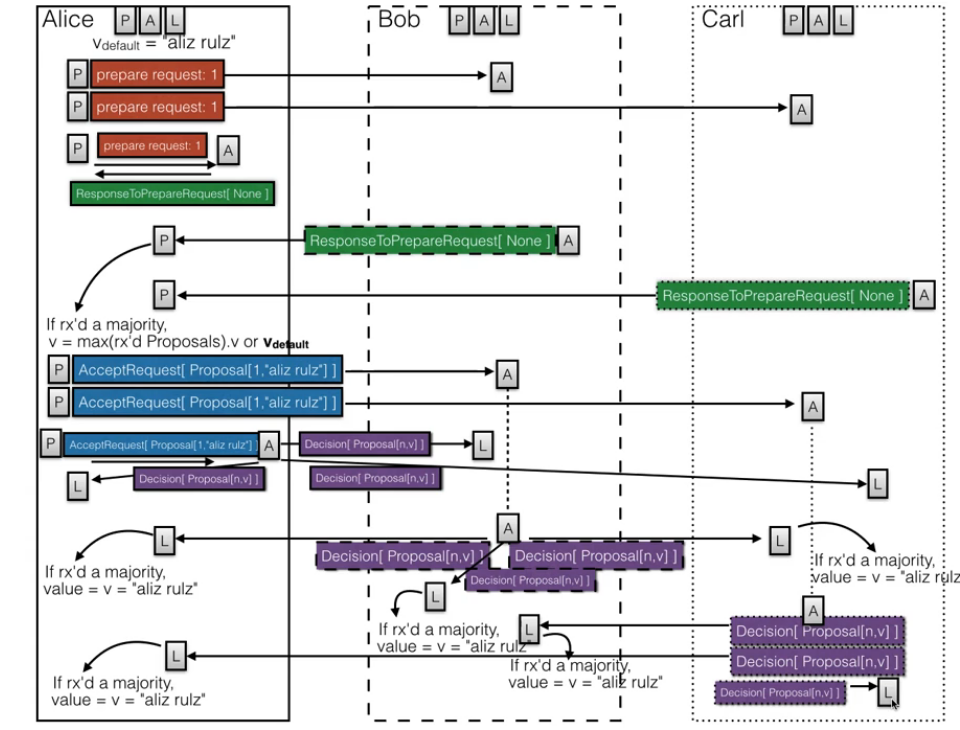 Alice
P A L
Bob
P A L
Carl
P A L
vdefault = "aliz rulz"
P
prepare request: 1
A
P
prepare request: 1
A
P
prepare request: 1
A
ResponseToPrepareRequest[ None ]
P
ResponseToPrepareRequest[ None ]
A
P
ResponseToPrepareRequest[ None ]
A
If rx'd a majority,
v = max(rx'd Proposals).v or vdefault
P
AcceptRequest[ Proposal[1,"aliz rulz"] ]
A
P
AcceptRequest[ Proposal[1,"aliz rulz"] ]
A
P
AcceptRequest[ Proposal[1,"aliz rulz"]
A
Decision[ Proposal[n,v] ]
L
L
Decision[ Proposal[n,v] ]
Decision[ Proposal[n,v] ]
L
L
A
L
Decision[ Proposal[n,v] ]
Decision[ Proposal[n,v] ]
If rx'd a majority,
value = v = "aliz rulz"
If rx'd a majority,
value = v = "aliz rulz
Decision[ Proposal[n,v] ]
L
If rx'd a majority,
value = v = "aliz rulz"
A
L
Decision[ Proposal[n,v] ]
If rx'd a majority,
value = v = "aliz rulz"
L
Decision[ Proposal[n,v] ]
If rx'd a majority,
value = v = "aliz rulz"
Decision[ Proposal[n,v] ]
L